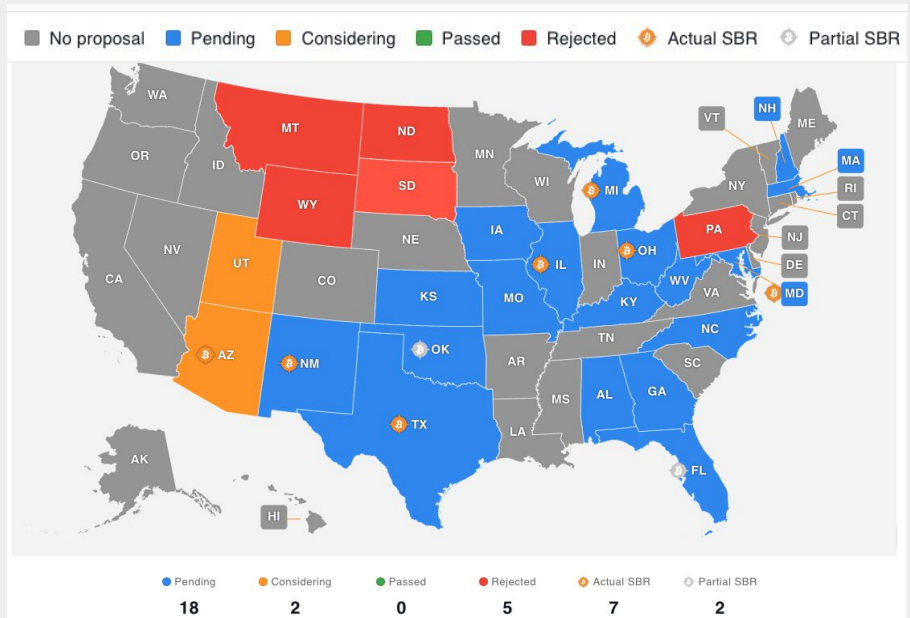 No proposal Pending Considering Passed Rejected Actual SBR Partial SBR
WA
MT
ND
MN
VT
NH
ME
OR
ID
SD
WI
MI
NY
MA
RI
CT
WY
IA
PA
NJ
NE
NV
UT
CO
IL
IN
OH
DE
MD
CA
KS
MO
WV
VA
KY
AZ
NM
OK
AR
TN
NC
SC
TX
LA
MS
AL
GA
FL
AK
HI
Pending Considering Passed Rejected Actual SBR Partial SBR
18 2 0 5 7 2